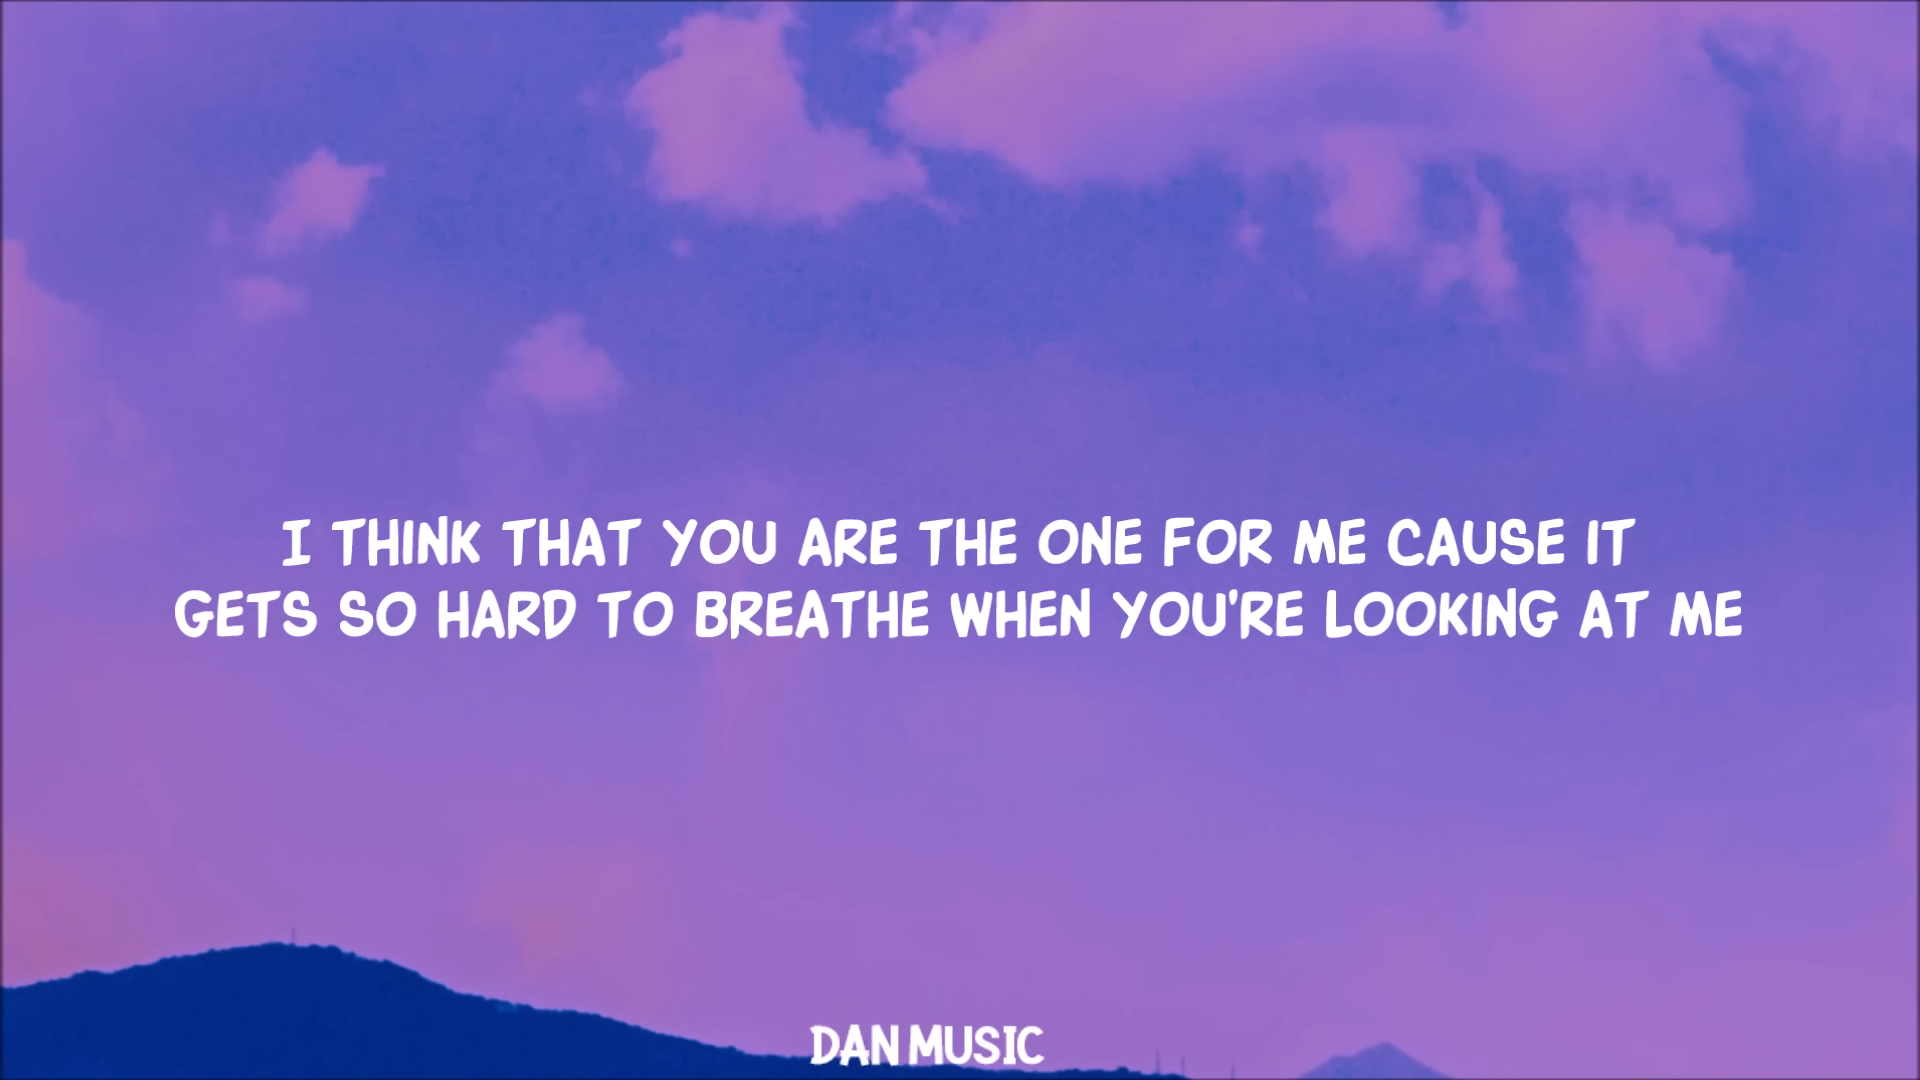 I THINK THAT YOU ARE THE ONE FOR ME CAUSE IT
GETS SO HARD TO BREATHE WHEN YOU'RE LOOKING AT ME
DAN MUSIC